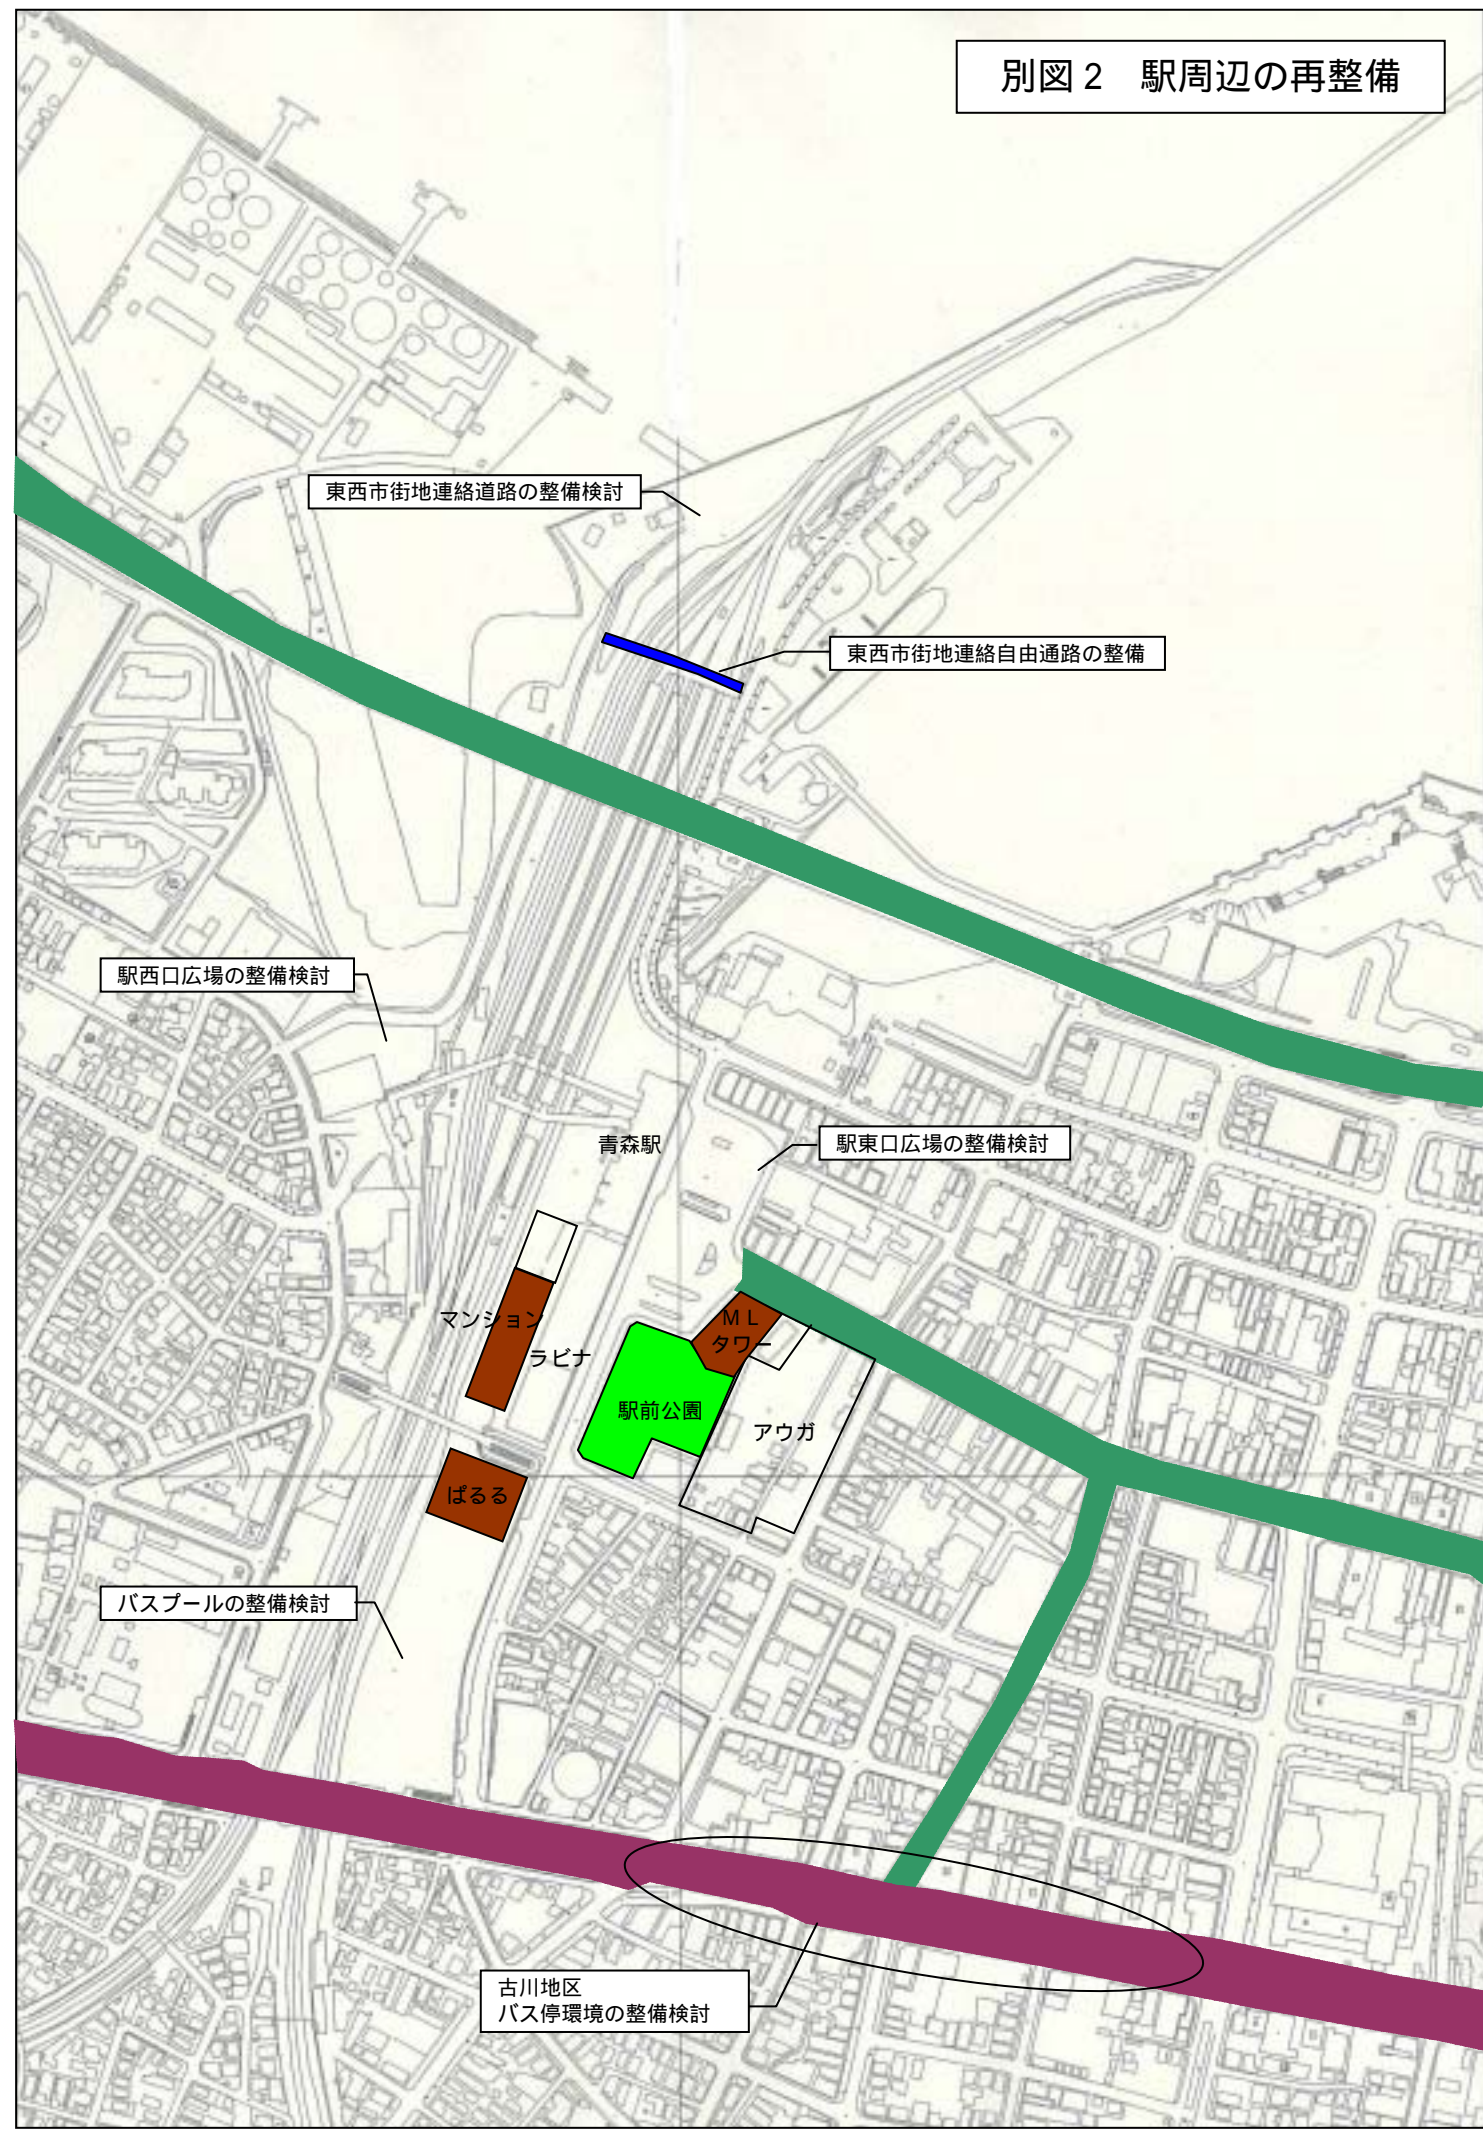 別図2　駅周辺の再整備
東西市街地連絡道路の整備検討
東西市街地連絡自由通路の整備
駅西口広場の整備検討
青森駅
駅東口広場の整備検討
マンション
ラビナ
ＭＬ
タワー
駅前公園
アウガ
ぱるる
バスプールの整備検討
古川地区
バス停環境の整備検討